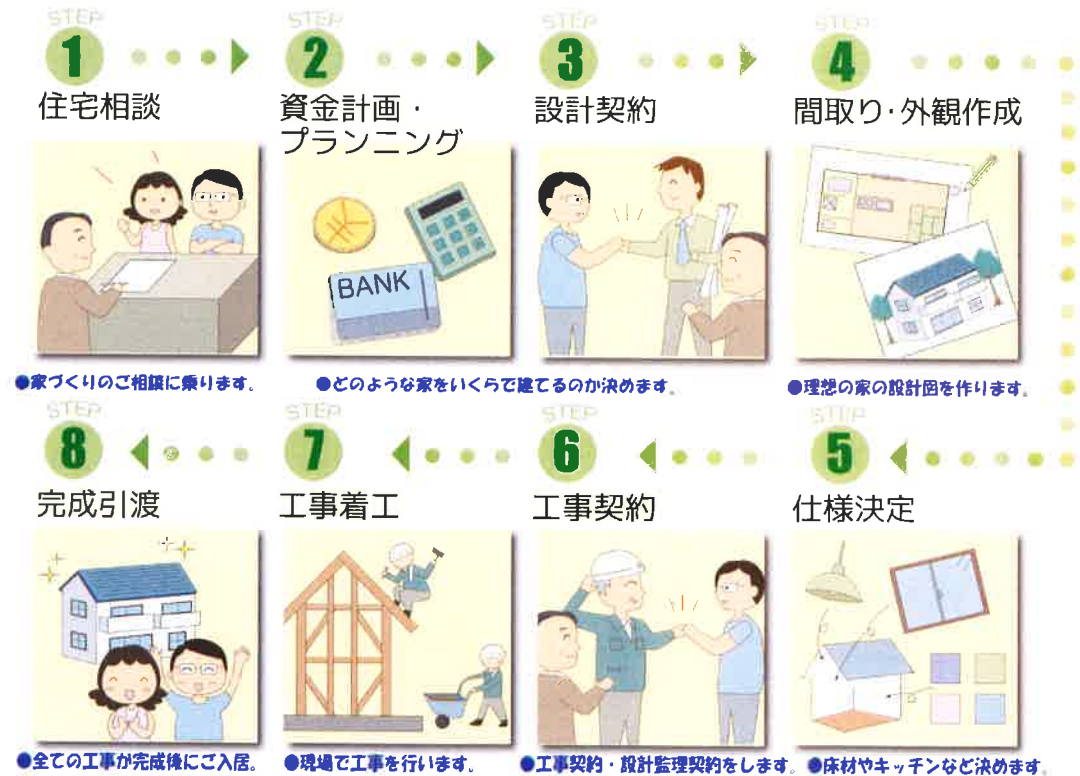 STEP
1
住宅相談
●家づくりのご相談に乗ります。
STEP
2
資金計画・
プランニング
BANK
●どのような家をいくらで建てるのか決めます。
STEP
3
設計契約
STEP
4
間取り・外観作成
●理想の家の設計図を作ります。
STEP
5
仕様決定
●床材やキッチンなど決めます。
STEP
6
工事契約
●工事契約・設計監理契約をします。
STEP
7
工事着工
●現場で工事を行います。
STEP
8
完成引渡
●全ての工事が完成後にご入居。